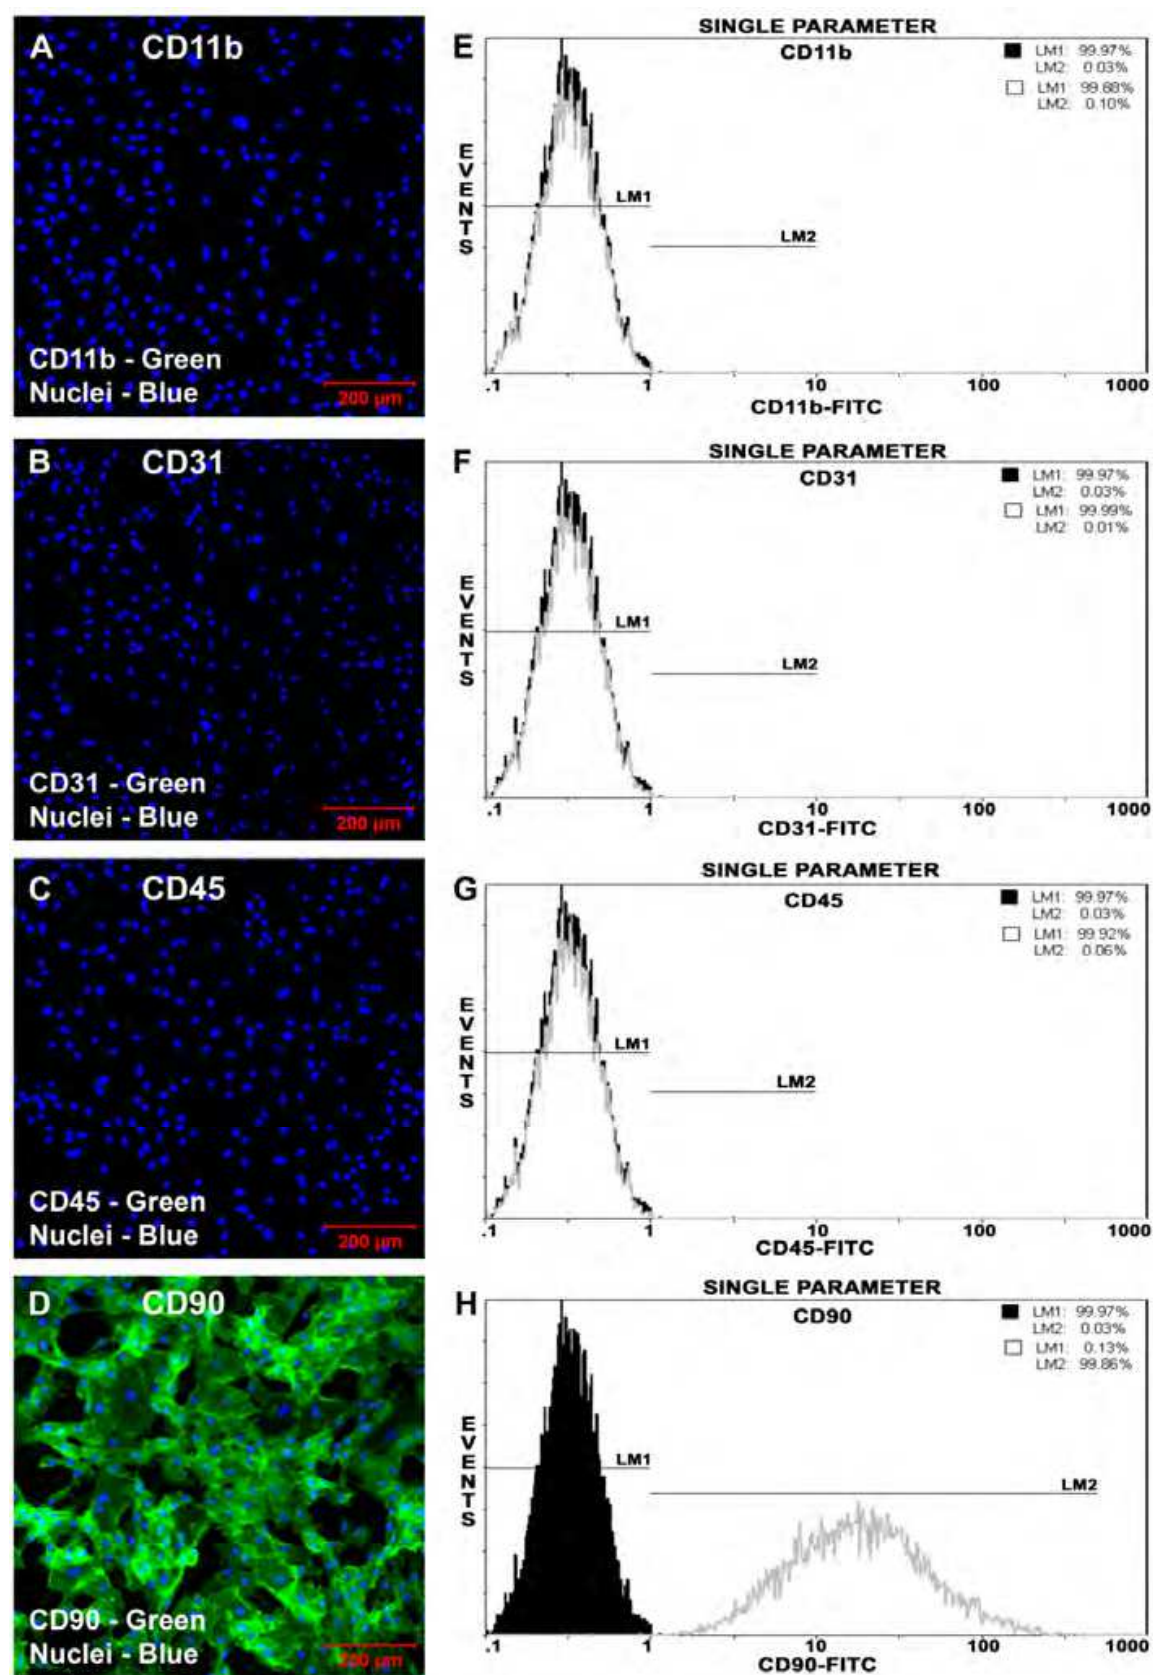 A CD11b
CD11b - Green
Nuclei - Blue
200 µm
E SINGLE PARAMETER
CD11b
LM1: 99.97%
LM2: 0.03%
LM1: 99.88%
LM2: 0.10%
EVENTS
LM1
LM2
.1 1 10 100 1000
CD11b-FITC
B CD31
CD31 - Green
Nuclei - Blue
200 µm
F SINGLE PARAMETER
CD31
LM1: 99.97%
LM2: 0.03%
LM1: 99.99%
LM2: 0.01%
EVENTS
LM1
LM2
.1 1 10 100 1000
CD31-FITC
C CD45
CD45 - Green
Nuclei - Blue
200 µm
G SINGLE PARAMETER
CD45
LM1: 99.97%
LM2: 0.03%
LM1: 99.92%
LM2: 0.06%
EVENTS
LM1
LM2
.1 1 10 100 1000
CD45-FITC
D CD90
CD90 - Green
Nuclei - Blue
200 µm
H SINGLE PARAMETER
CD90
LM1: 99.97%
LM2: 0.03%
LM1: 0.13%
LM2: 99.86%
EVENTS
LM1
LM2
.1 1 10 100 1000
CD90-FITC